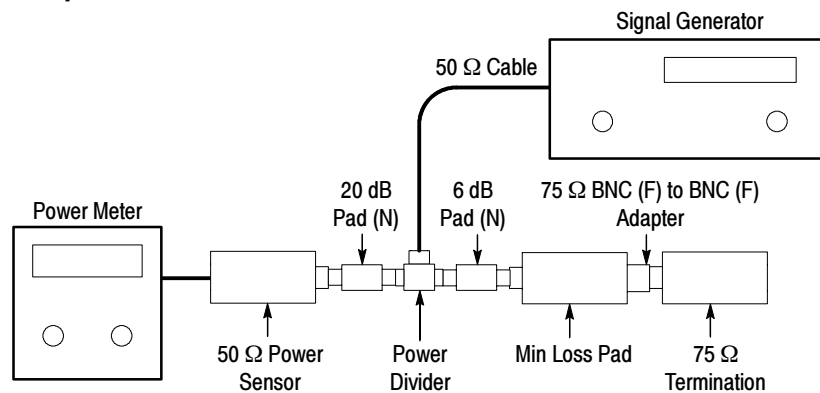 Signal Generator
50 Ω Cable
20 dB
Pad (N)
6 dB
Pad (N)
75 Ω BNC (F) to BNC (F)
Adapter
Power Meter
50 Ω Power
Sensor
Power
Divider
Min Loss Pad
75 Ω
Termination